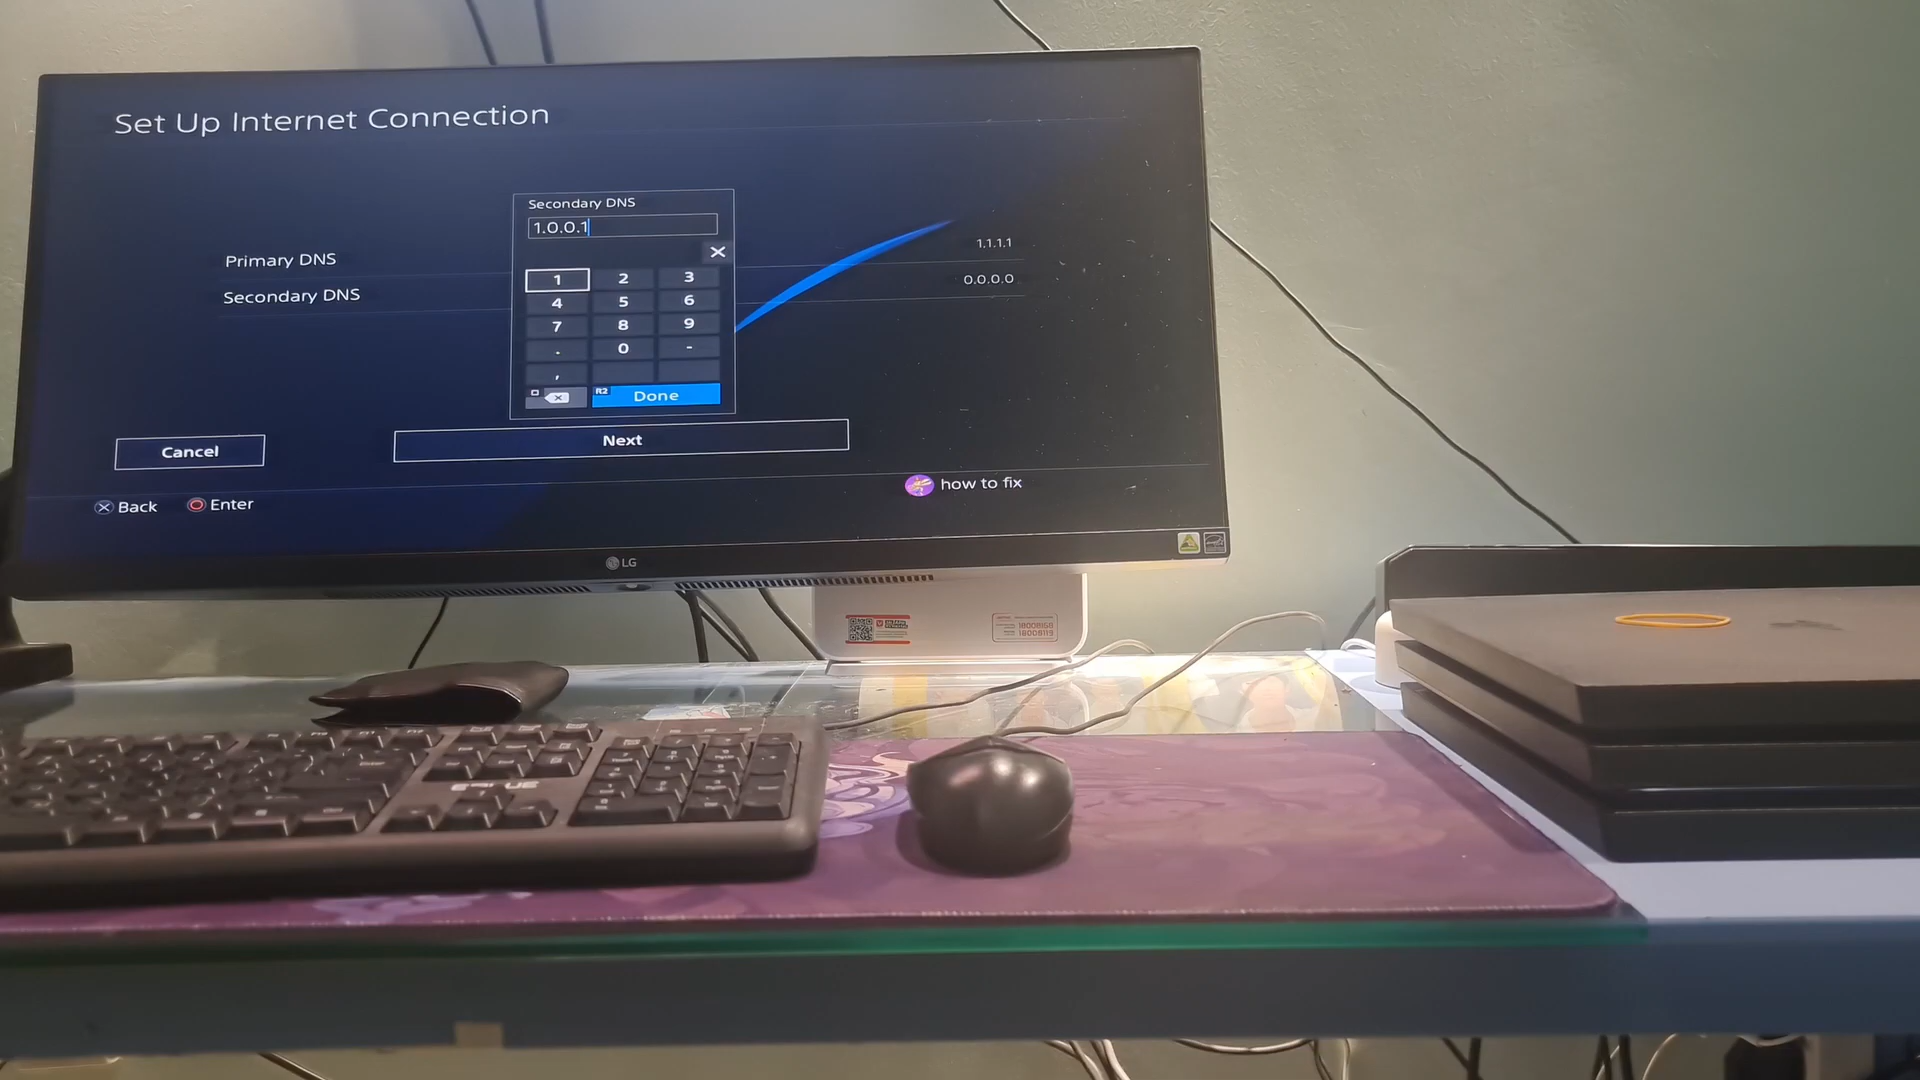 Set Up Internet Connection
Secondary DNS
1.0.0.1
Primary DNS
1.1.1.1
Secondary DNS
0.0.0.0
1 2 3
4 5 6
7 8 9
. 0 -
,
R2 Done
Next
Cancel
Back Enter
how to fix
LG